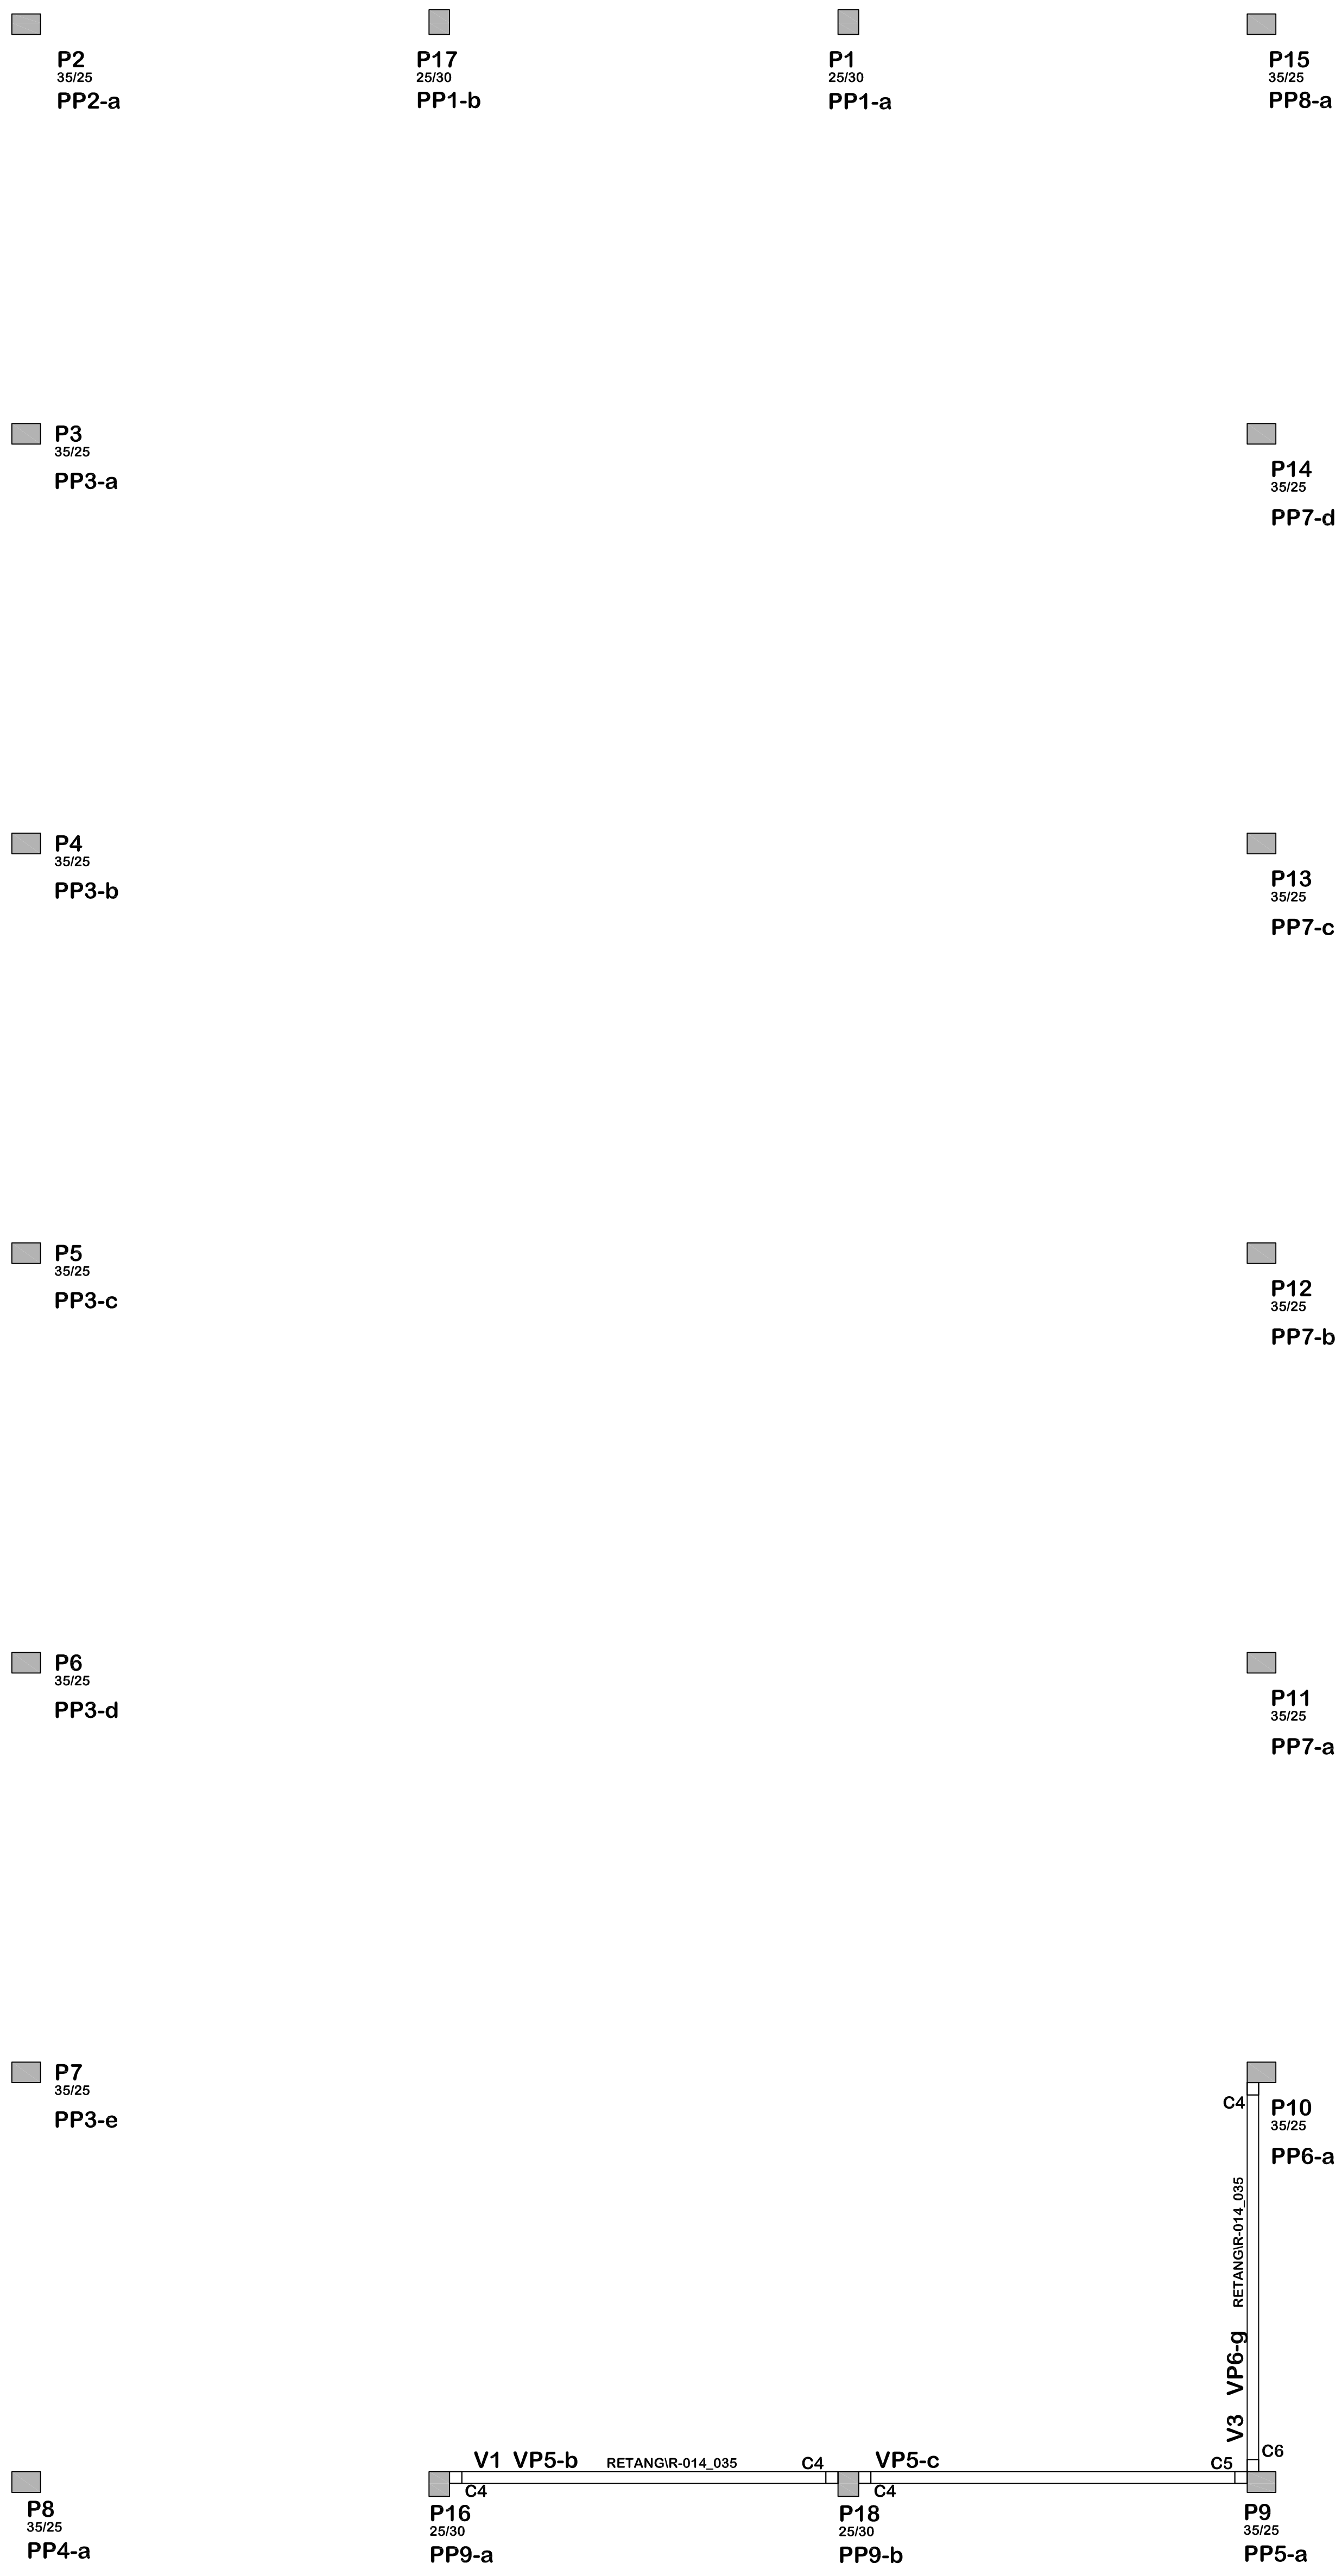 P2
35/25
PP2-a
P17
25/30
PP1-b
P1
25/30
PP1-a
P15
35/25
PP8-a
P3
35/25
PP3-a
P14
35/25
PP7-d
P4
35/25
PP3-b
P13
35/25
PP7-c
P5
35/25
PP3-c
P12
35/25
PP7-b
P6
35/25
PP3-d
P11
35/25
PP7-a
P7
35/25
PP3-e
C4
P10
35/25
PP6-a
V3 VP6-g RETANG\R-014_035
C6
V1 VP5-b RETANG\R-014_035 C4
VP5-c
C5
C4
C4
P8
35/25
PP4-a
P16
25/30
PP9-a
P18
25/30
PP9-b
P9
35/25
PP5-a